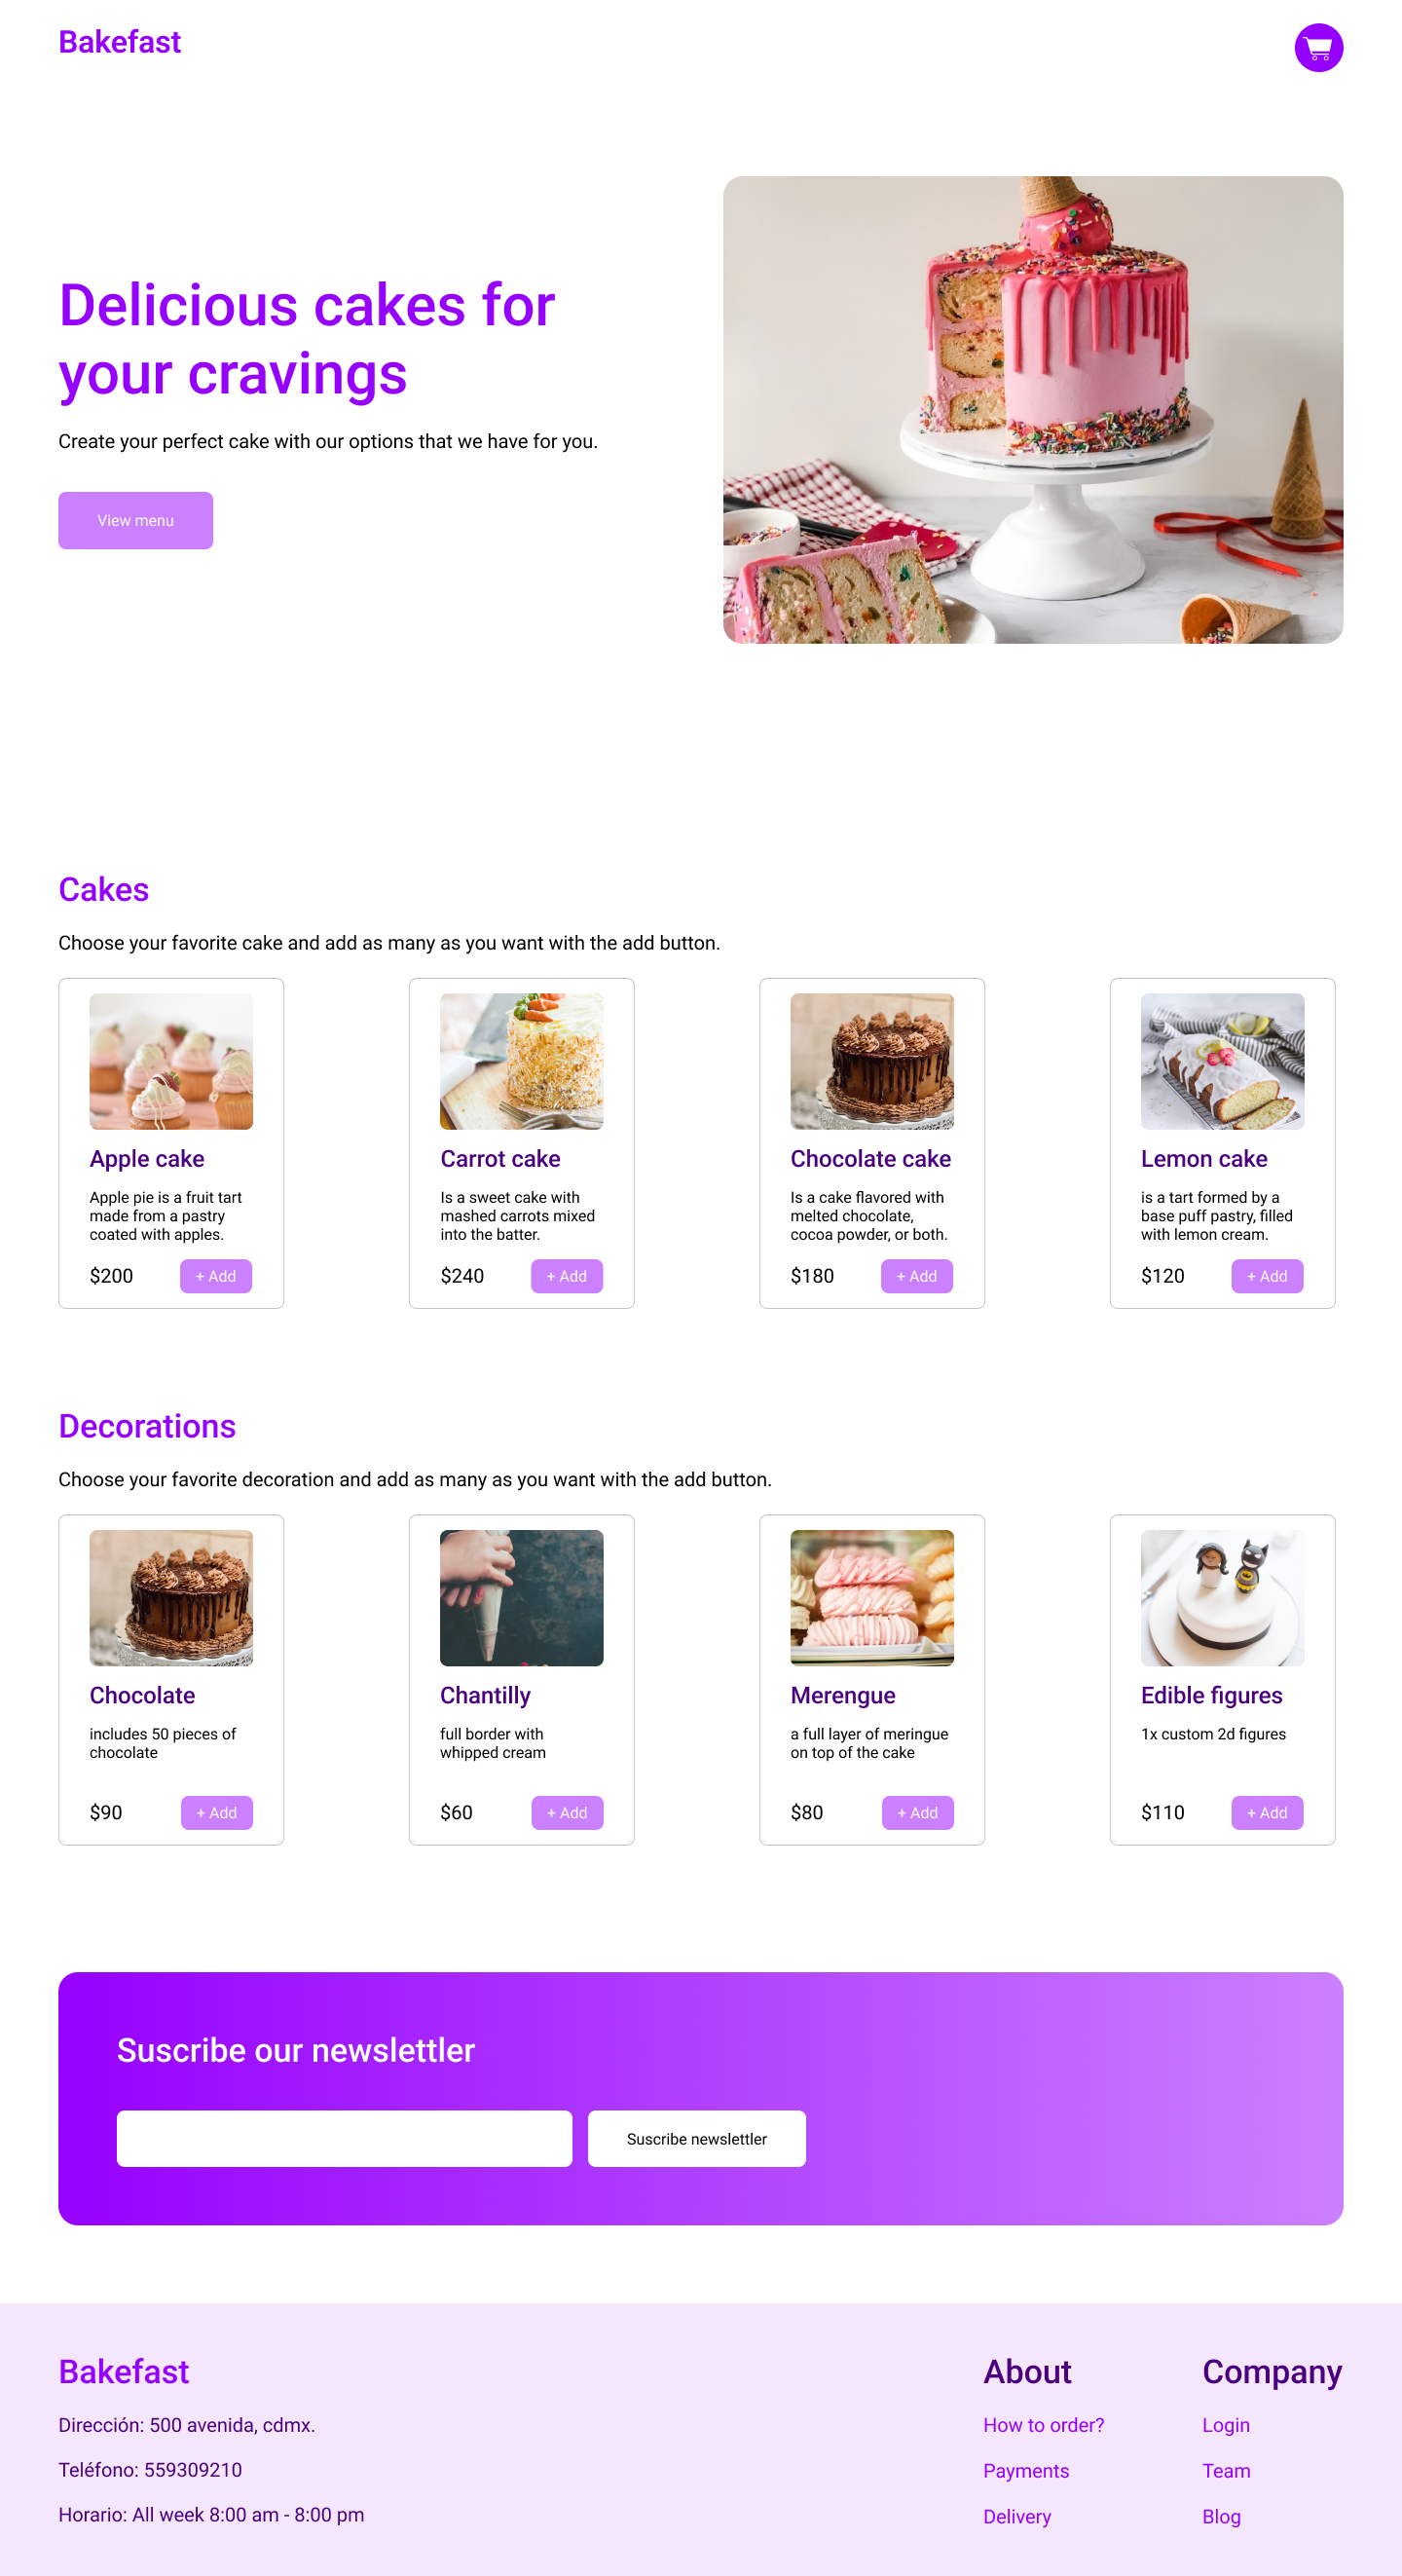 Bakefast
Delicious cakes for
your cravings
Create your perfect cake with our options that we have for you.
View menu
Cakes
Choose your favorite cake and add as many as you want with the add button.
Apple cake
Apple pie is a fruit tart
made from a pastry
coated with apples.
$200
+ Add
Carrot cake
Is a sweet cake with
mashed carrots mixed
into the batter.
$240
+ Add
Chocolate cake
Is a cake flavored with
melted chocolate,
cocoa powder, or both.
$180
+ Add
Lemon cake
is a tart formed by a
base puff pastry, filled
with lemon cream.
$120
+ Add
Decorations
Choose your favorite decoration and add as many as you want with the add button.
Chocolate
includes 50 pieces of
chocolate
$90
+ Add
Chantilly
full border with
whipped cream
$60
+ Add
Merengue
a full layer of meringue
on top of the cake
$80
+ Add
Edible figures
1x custom 2d figures
$110
+ Add
Suscribe our newslettler
Suscribe newslettler
Bakefast
Dirección: 500 avenida, cdmx.
Teléfono: 559309210
Horario: All week 8:00 am - 8:00 pm
About
How to order?
Payments
Delivery
Company
Login
Team
Blog